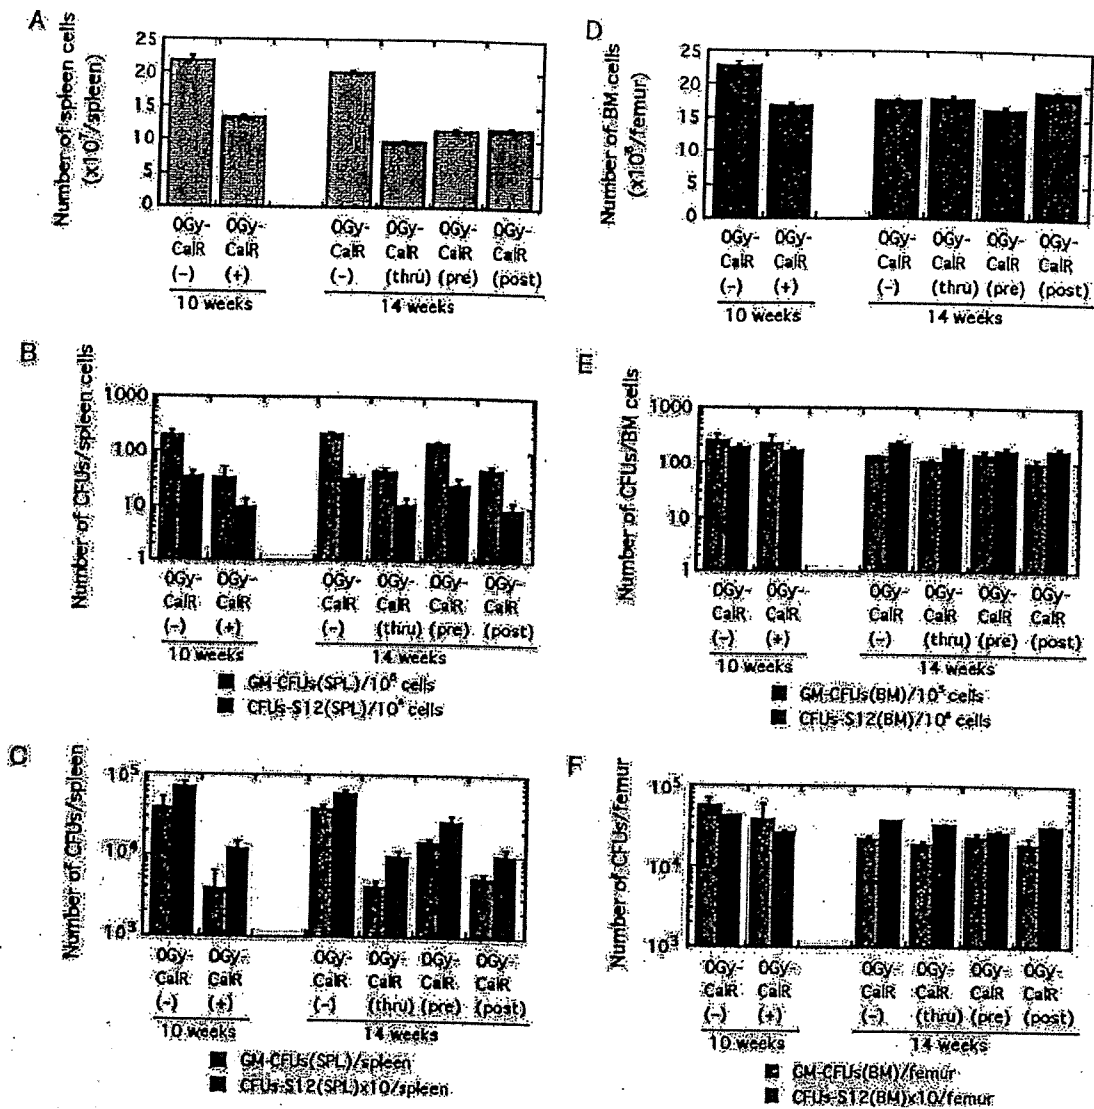 A
Number of spleen cells
(x10⁷/spleen)
25
20
15
10
5
0
0Gy- 0Gy- 0Gy- 0Gy- 0Gy- 0Gy-
CalR CalR CalR CalR CalR CalR
(-) (+) (-) (thru) (pre) (post)
10 weeks 14 weeks
B
Number of CFUs/spleen cells
1000
100
10
1
0Gy- 0Gy- 0Gy- 0Gy- 0Gy- 0Gy-
CalR CalR CalR CalR CalR CalR
(-) (+) (-) (thru) (pre) (post)
10 weeks 14 weeks
GM-CFUs(SPL)/10⁶ cells
CFUs-S12(SPL)/10⁶ cells
C
Number of CFUs/spleen
10⁵
10⁴
10³
0Gy- 0Gy- 0Gy- 0Gy- 0Gy- 0Gy-
CalR CalR CalR CalR CalR CalR
(-) (+) (-) (thru) (pre) (post)
10 weeks 14 weeks
GM-CFUs(SPL)/spleen
CFUs-S12(SPL)x10/spleen
D
Number of BM cells
/femur)
25
20
15
10
5
0
0Gy- 0Gy- 0Gy- 0Gy- 0Gy- 0Gy-
CalR CalR CalR CalR CalR CalR
(-) (+) (-) (thru) (pre) (post)
10 weeks 14 weeks
E
Number of CFUs/BM cells
1000
100
10
1
0Gy- 0Gy- 0Gy- 0Gy- 0Gy- 0Gy-
CalR CalR CalR CalR CalR CalR
(-) (+) (-) (thru) (pre) (post)
10 weeks 14 weeks
GM-CFUs(BM)/10⁵ cells
CFUs-S12(BM)/10⁶ cells
F
Number of CFUs/femur
10⁵
10⁴
10³
0Gy- 0Gy- 0Gy- 0Gy- 0Gy- 0Gy-
CalR CalR CalR CalR CalR CalR
(-) (+) (-) (thru) (pre) (post)
10 weeks 14 weeks
GM-CFUs(BM)/femur
CFUs-S12(BM)x10/femur